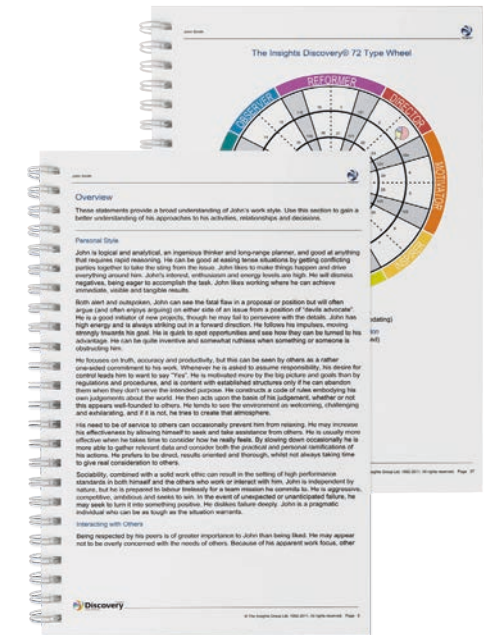 John Smith
The Insights Discovery® 72 Type Wheel
OBSERVER
REFORMER
DIRECTOR
MOTIVATOR
INSPIRER
John Smith
Overview
These statements provide a broad understanding of John's work style. Use this section to gain a
better understanding of his approaches to his activities, relationships and decisions.
Personal Style
John is logical and analytical, an ingenious thinker and long-range planner, and good at anything
that requires rapid reasoning. He can be good at easing tense situations by getting conflicting
parties together to take the sting from the issue. John likes to make things happen and drive
everything around him. John's interest, enthusiasm and energy levels are high. He will dismiss
negatives, being eager to accomplish the task. John likes working where he can achieve
immediate, visible and tangible results.
Both alert and outspoken, John can see the fatal flaw in a proposal or position but will often
argue (and often enjoys arguing) on either side of an issue from a position of "devils advocate".
He is a good initiator of new projects, though he may fail to persevere with the details. John has
high energy and is always striking out in a forward direction. He follows his impulses, moving
strongly towards his goal. He is quick to spot opportunities and see how they can be turned to his
advantage. He can be quite inventive and somewhat ruthless when something or someone is
obstructing him.
He focuses on truth, accuracy and productivity, but this can be seen by others as a rather
one-sided commitment to his work. Whenever he is asked to assume responsibility, his desire for
control leads him to want to say "Yes". He is motivated more by the big picture and goals than by
regulations and procedures, and is content with established structures only if he can abandon
them when they don't serve the intended purpose. He constructs a code of rules embodying his
own judgements about the world. He then acts upon the basis of his judgement, whether or not
this appears well-founded to others. He tends to see the environment as welcoming, challenging
and exhilarating, and if it is not, he tries to create that atmosphere.
His need to be of service to others can occasionally prevent him from relaxing. He may increase
his effectiveness by allowing himself to seek and take assistance from others. He is usually more
effective when he takes time to consider how he really feels. By slowing down occasionally he is
more able to gather relevant data and consider both the practical and personal ramifications of
his actions. He prefers to be direct, results oriented and thorough, whilst not always taking time
to give real consideration to others.
Sociability, combined with a solid work ethic can result in the setting of high performance
standards in both himself and the others who work or interact with him. John is independent by
nature, but he is prepared to labour tirelessly for a team mission he commits to. He is aggressive,
competitive, ambitious and seeks to win. In the event of unexpected or unanticipated failure, he
may seek to turn it into something positive. He dislikes failure deeply. John is a pragmatic
individual who can be as tough as the situation warrants.
Interacting with Others
Being respected by his peers is of greater importance to John than being liked. He may appear
not to be overly concerned with the needs of others. Because of his apparent work focus, other
Discovery
© The Insights Group Ltd. 1992-2011. All rights reserved. Page 5